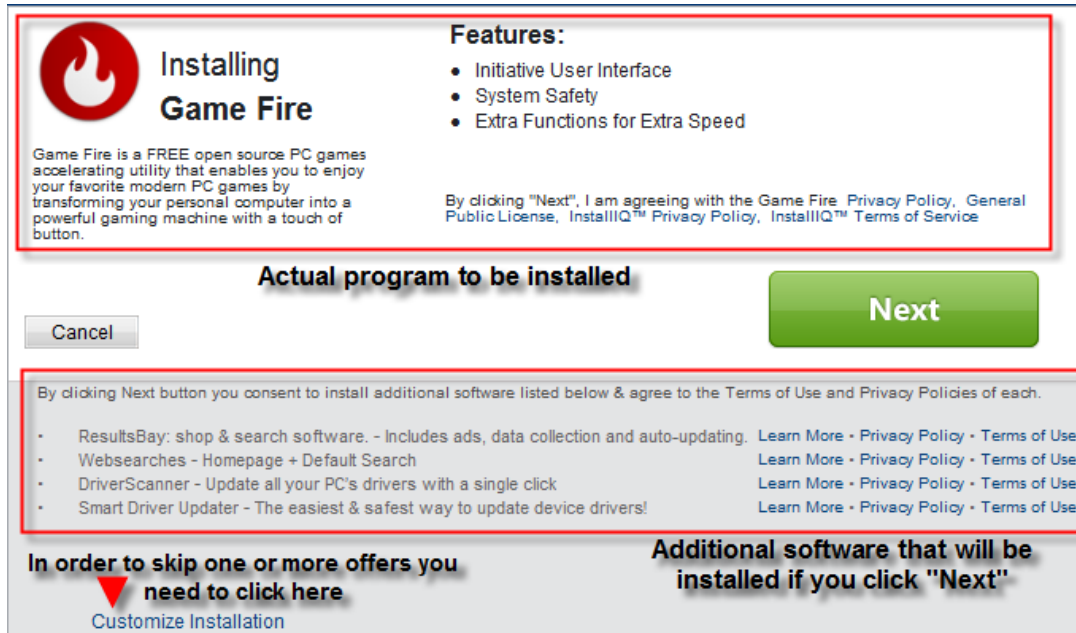 Installing
Game Fire
Game Fire is a FREE open source PC games
accelerating utility that enables you to enjoy
your favorite modern PC games by
transforming your personal computer into a
powerful gaming machine with a touch of
button.
Features:
• Initiative User Interface
• System Safety
• Extra Functions for Extra Speed
By clicking "Next", I am agreeing with the Game Fire Privacy Policy, General
Public License, InstallIQ™ Privacy Policy, InstallIQ™ Terms of Service
Actual program to be installed
Next
Cancel
By clicking Next button you consent to install additional software listed below & agree to the Terms of Use and Privacy Policies of each.
• ResultsBay: shop & search software. - Includes ads, data collection and auto-updating. Learn More • Privacy Policy • Terms of Use
• Websearches - Homepage + Default Search Learn More • Privacy Policy • Terms of Use
• DriverScanner - Update all your PC's drivers with a single click Learn More • Privacy Policy • Terms of Use
• Smart Driver Updater - The easiest & safest way to update device drivers! Learn More • Privacy Policy • Terms of Use
In order to skip one or more offers you
need to click here
Additional software that will be
installed if you click "Next"
Customize Installation